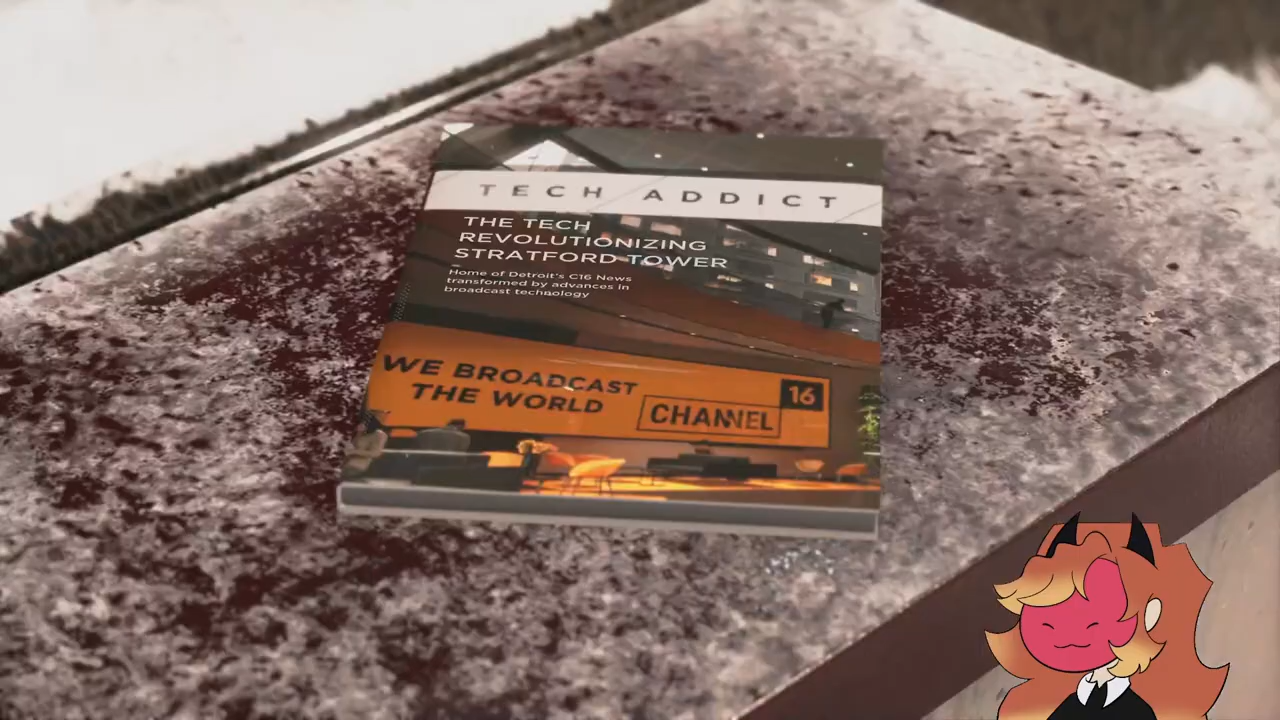 TECH ADDICT
THE TECH
REVOLUTIONIZING
STRATFORD TOWER
Home of Detroit's C16 News
transformed by advances in
broadcast technology
WE BROADCAST
THE WORLD
CHANNEL
16